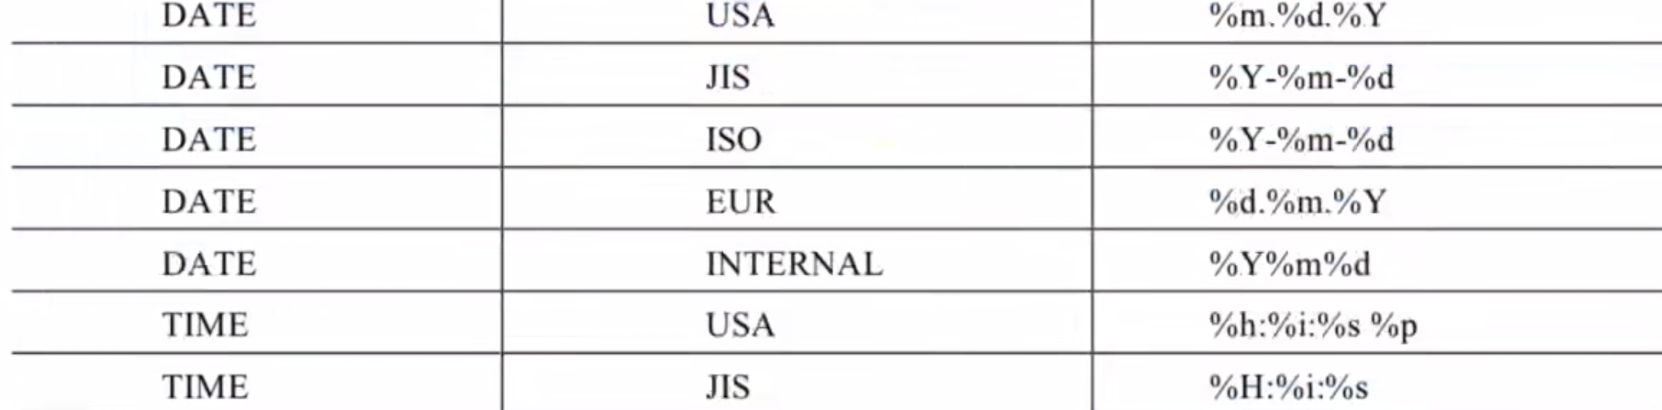 DATE USA %m.%d.%Y
DATE JIS %Y-%m-%d
DATE ISO %Y-%m-%d
DATE EUR %d.%m.%Y
DATE INTERNAL %Y%m%d
TIME USA %h:%i:%s %p
TIME JIS %H:%i:%s